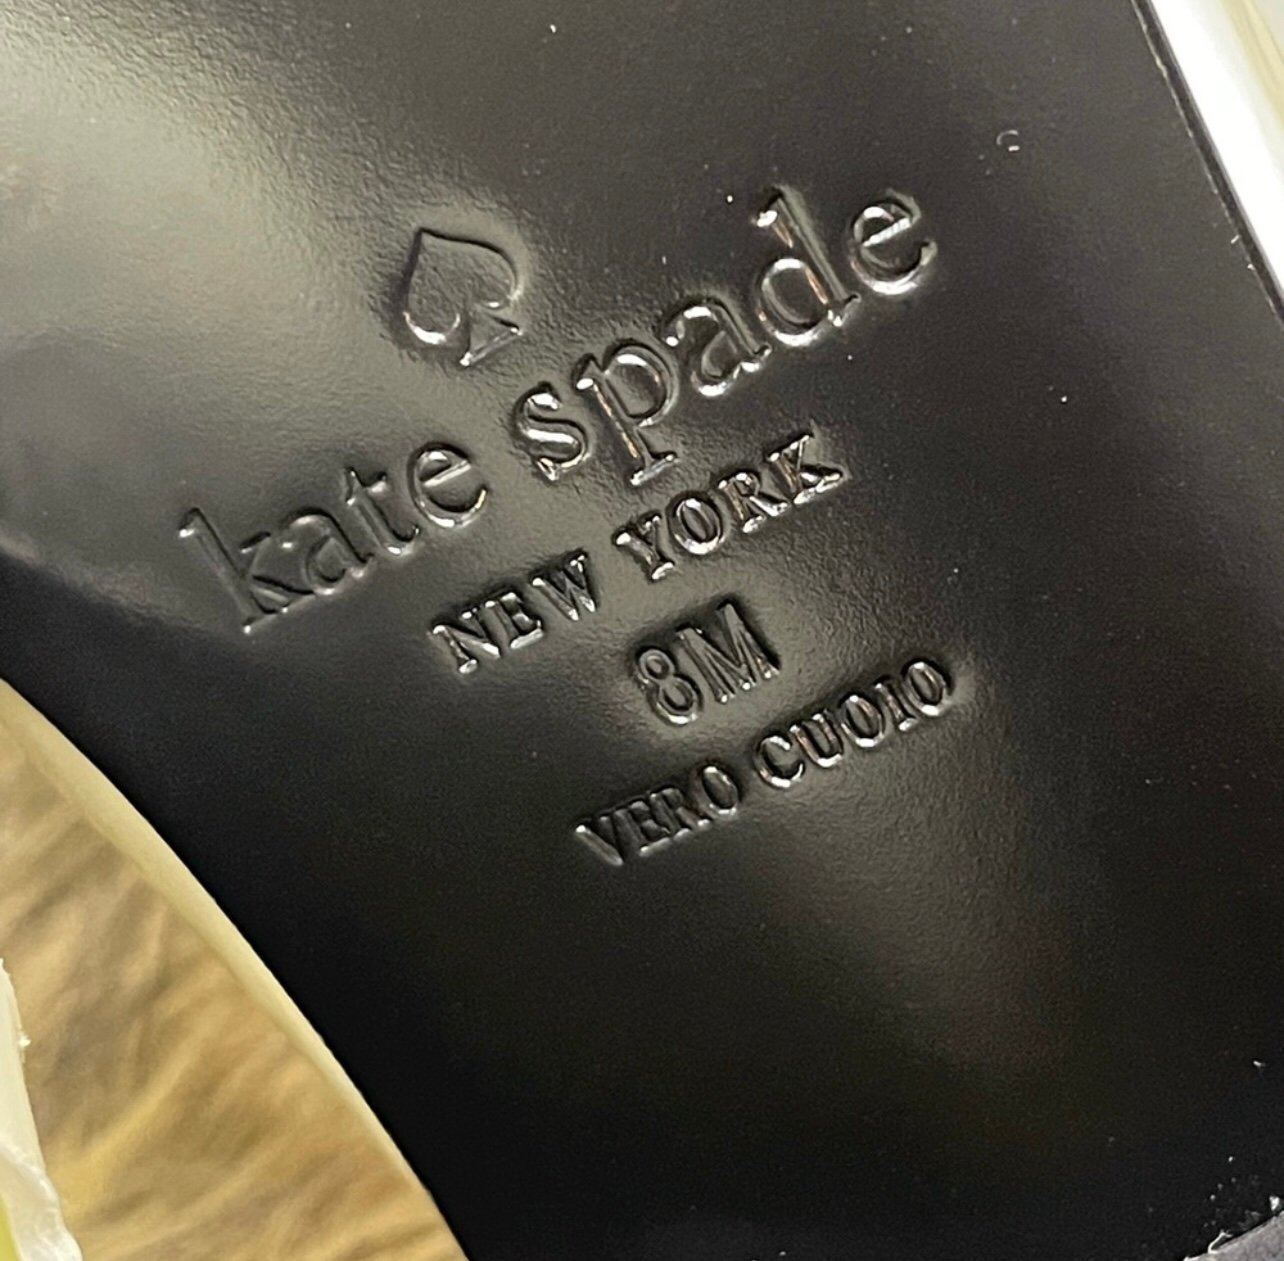 kate spade
NEW YORK
8M
VERO CUOIO